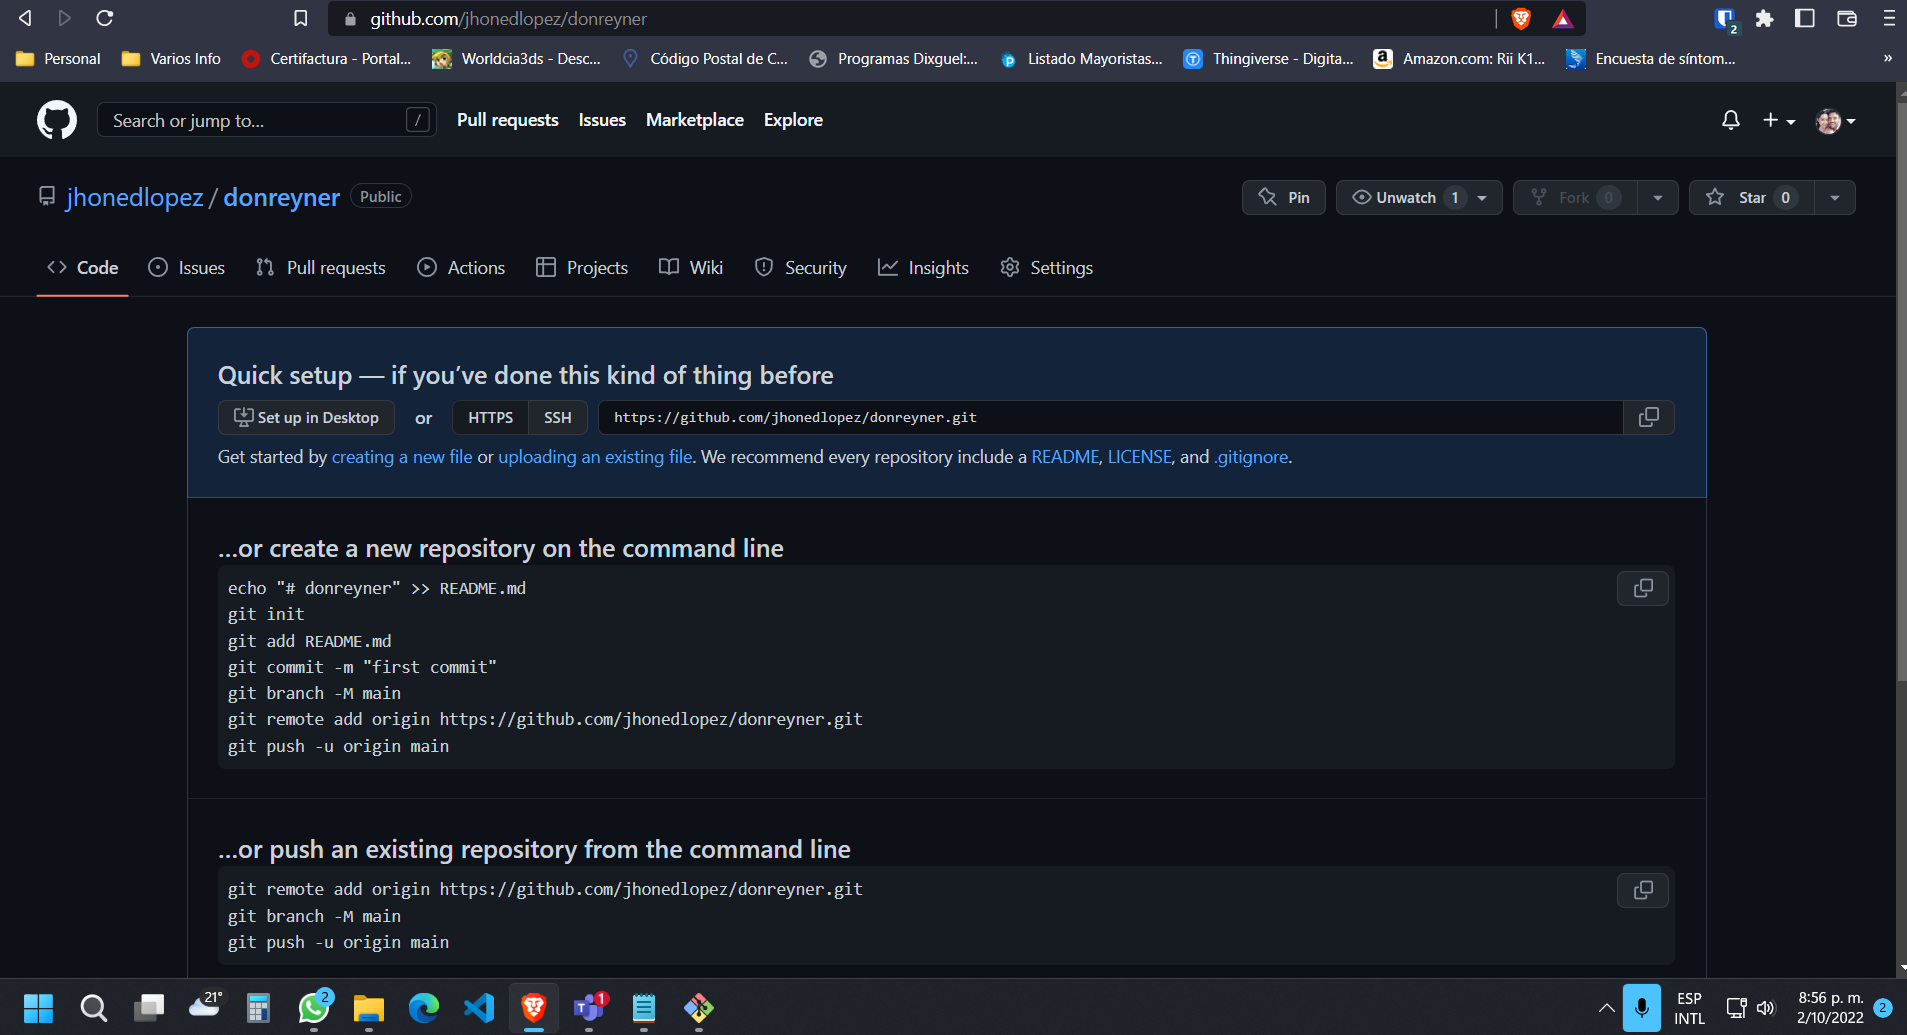 github.com/jhonedlopez/donreyner
2
Personal
Varios Info
Certifactura - Portal...
Worldcia3ds - Desc...
Código Postal de C...
Programas Dixguel:...
Listado Mayoristas...
Thingiverse - Digita...
Amazon.com: Rii K1...
Encuesta de síntom...
»
Search or jump to...
/
Pull requests
Issues
Marketplace
Explore
jhonedlopez / donreyner
Public
Pin
Unwatch 1
Fork 0
Star 0
Code
Issues
Pull requests
Actions
Projects
Wiki
Security
Insights
Settings
Quick setup — if you’ve done this kind of thing before
Set up in Desktop
or
HTTPS
SSH
https://github.com/jhonedlopez/donreyner.git
Get started by creating a new file or uploading an existing file. We recommend every repository include a README, LICENSE, and .gitignore.
…or create a new repository on the command line
echo "# donreyner" >> README.md
git init
git add README.md
git commit -m "first commit"
git branch -M main
git remote add origin https://github.com/jhonedlopez/donreyner.git
git push -u origin main
…or push an existing repository from the command line
git remote add origin https://github.com/jhonedlopez/donreyner.git
git branch -M main
git push -u origin main
21°
2
1
ESP
INTL
8:56 p. m.
2/10/2022
2